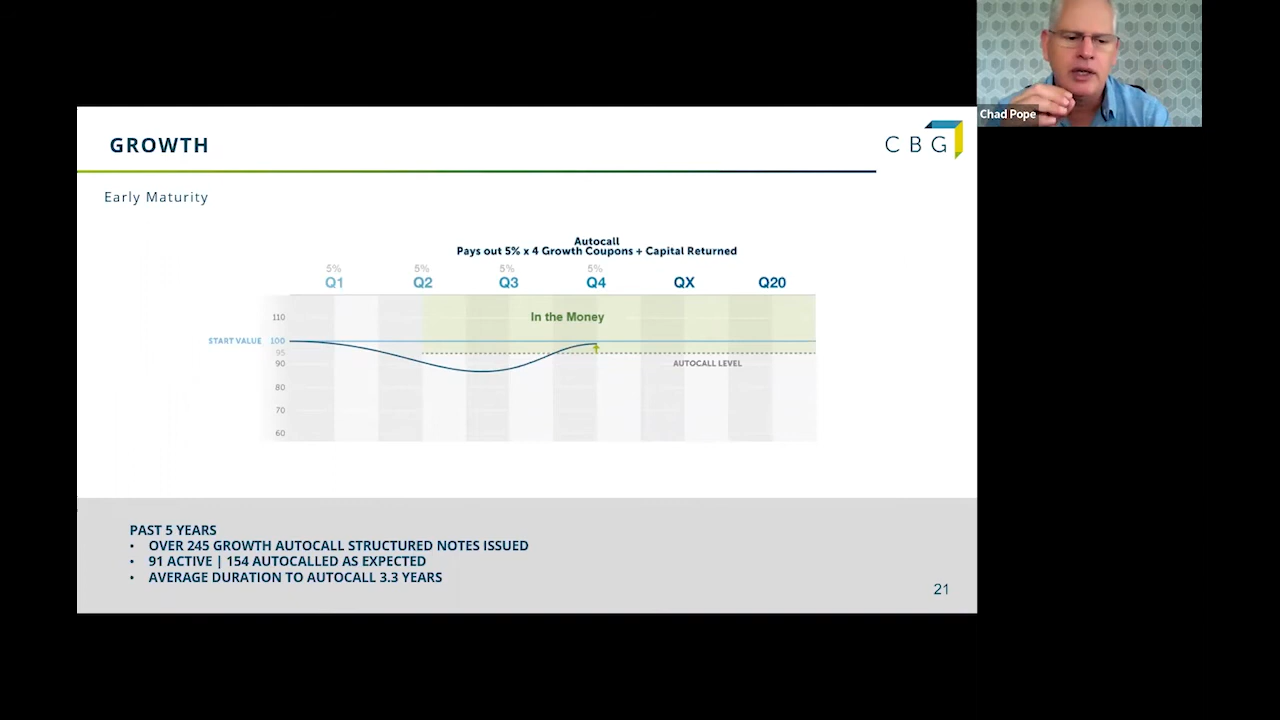 Chad Pope
GROWTH
CBG
Early Maturity
Autocall
Pays out 5% x 4 Growth Coupons + Capital Returned
5% 5% 5% 5%
Q1 Q2 Q3 Q4 QX Q20
110
In the Money
START VALUE 100
95
90
AUTOCALL LEVEL
80
70
60
PAST 5 YEARS
• OVER 245 GROWTH AUTOCALL STRUCTURED NOTES ISSUED
• 91 ACTIVE | 154 AUTOCALLED AS EXPECTED
• AVERAGE DURATION TO AUTOCALL 3.3 YEARS
21